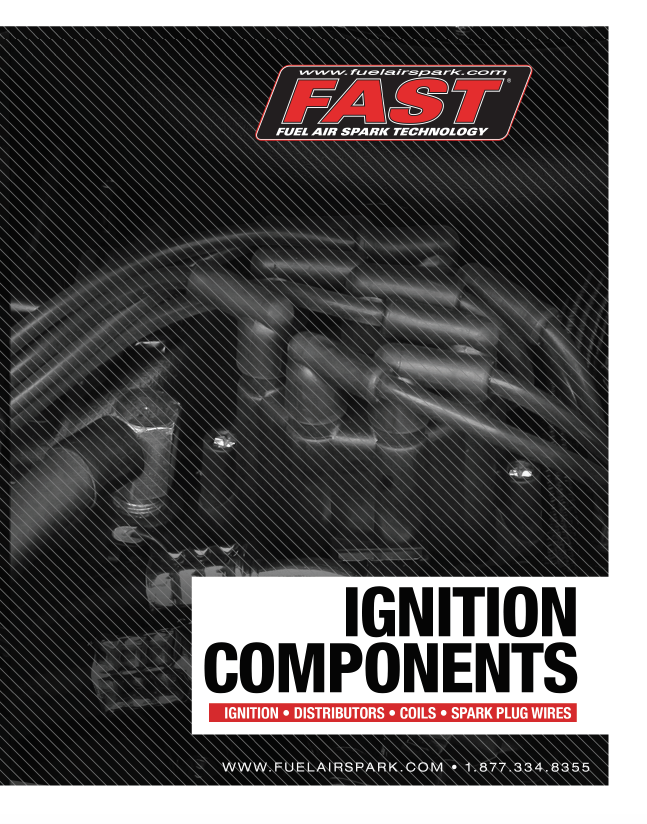 www.fuelairspark.com
FAST®
FUEL AIR SPARK TECHNOLOGY
IGNITION
COMPONENTS
IGNITION • DISTRIBUTORS • COILS • SPARK PLUG WIRES
WWW.FUELAIRSPARK.COM • 1.877.334.8355